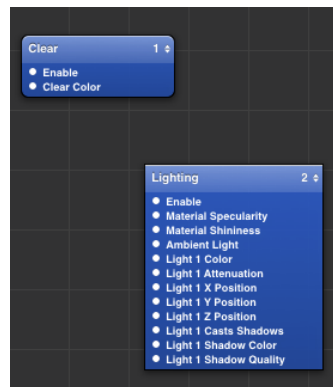 Clear 1
Enable
Clear Color
Lighting 2
Enable
Material Specularity
Material Shininess
Ambient Light
Light 1 Color
Light 1 Attenuation
Light 1 X Position
Light 1 Y Position
Light 1 Z Position
Light 1 Casts Shadows
Light 1 Shadow Color
Light 1 Shadow Quality